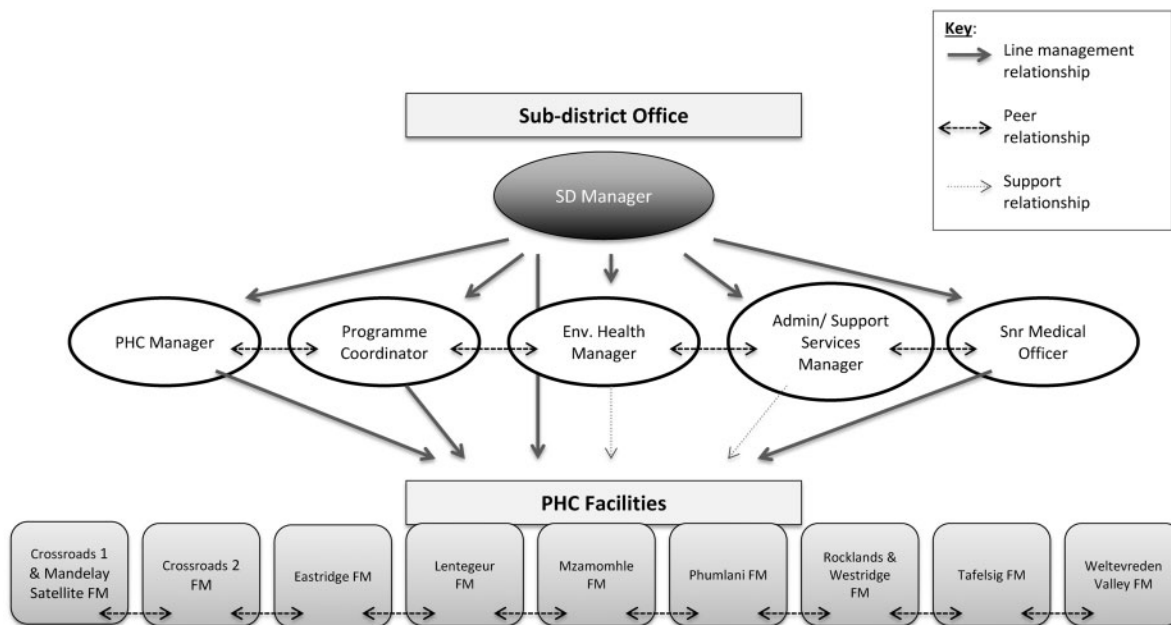 Key:
Line management
relationship
Peer
relationship
Support
relationship
Sub-district Office
SD Manager
PHC Manager
Programme
Coordinator
Env. Health
Manager
Admin/ Support
Services
Manager
Snr Medical
Officer
PHC Facilities
Crossroads 1
& Mandelay
Satellite FM
Crossroads 2
FM
Eastridge FM
Lentegeur
FM
Mzamomhle
FM
Phumlani FM
Rocklands &
Westridge
FM
Tafelsig FM
Weltevreden
Valley FM